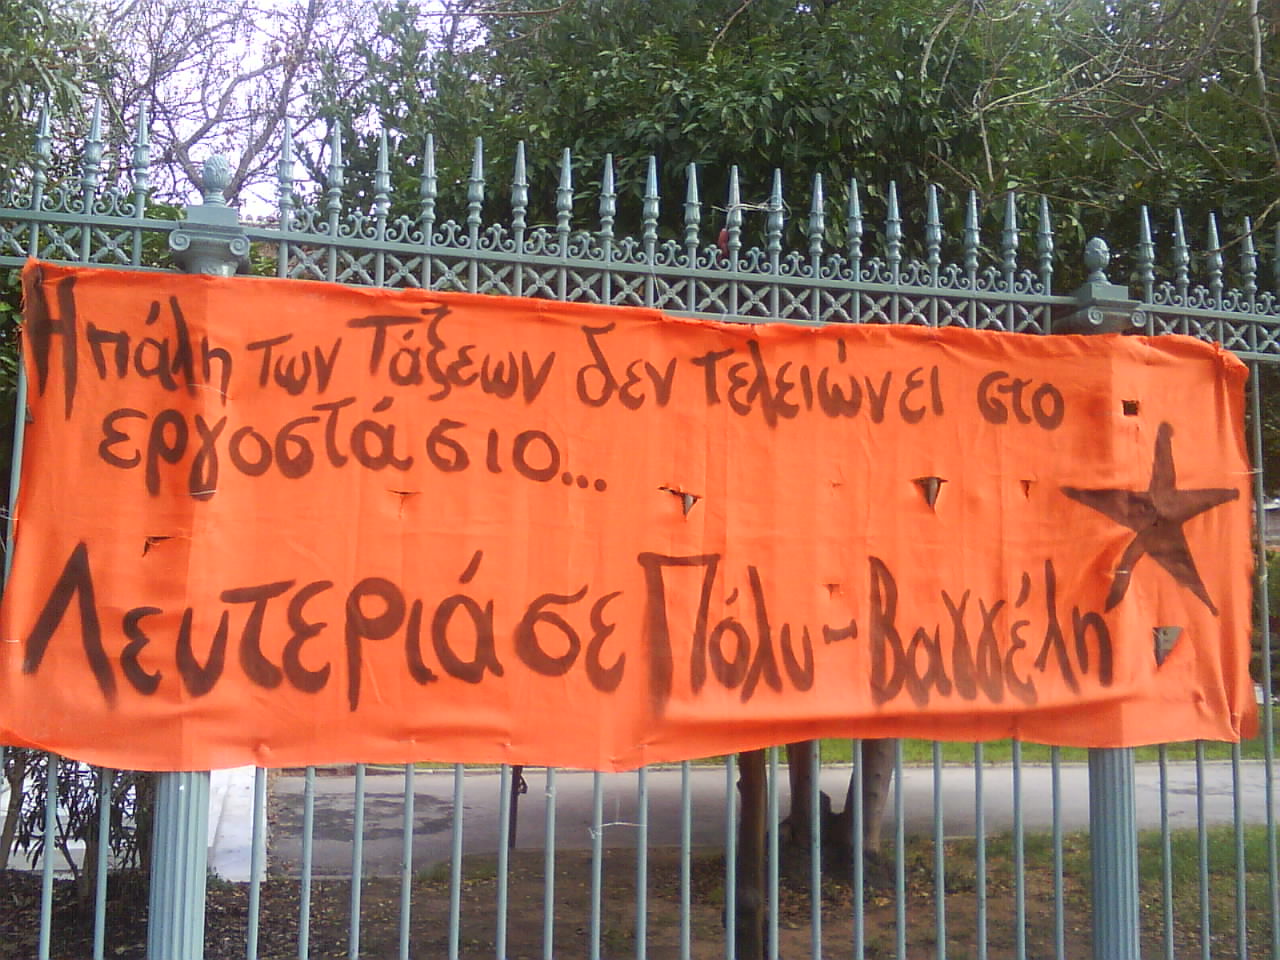 Η πάλη των Τάξεων δεν τελειώνει στο
εργοστάσιο...
Λευτεριά σε Πόλυ-Βαγγέλη